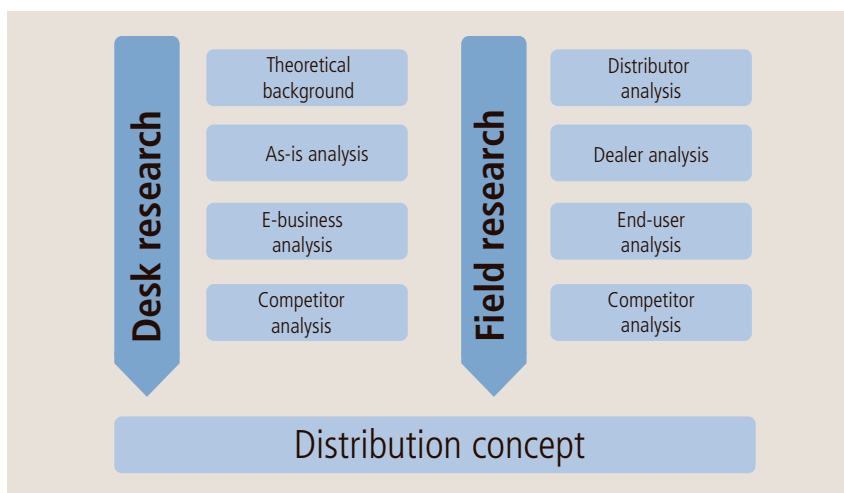 Desk research
Theoretical
background
As-is analysis
E-business
analysis
Competitor
analysis
Field research
Distributor
analysis
Dealer analysis
End-user
analysis
Competitor
analysis
Distribution concept